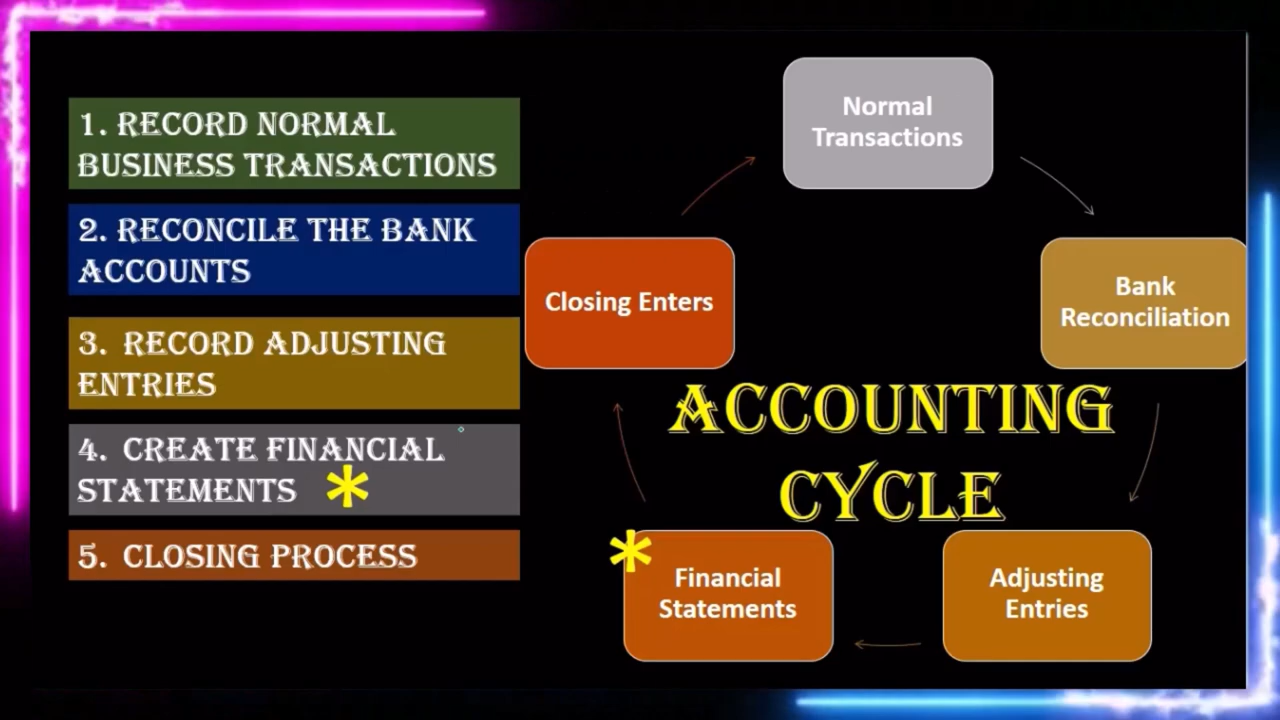 1. RECORD NORMAL
BUSINESS TRANSACTIONS
2. RECONCILE THE BANK
ACCOUNTS
3. RECORD ADJUSTING
ENTRIES
4. CREATE FINANCIAL
STATEMENTS *
5. CLOSING PROCESS
Normal
Transactions
Bank
Reconciliation
Adjusting
Entries
* Financial
Statements
Closing Enters
ACCOUNTING
CYCLE